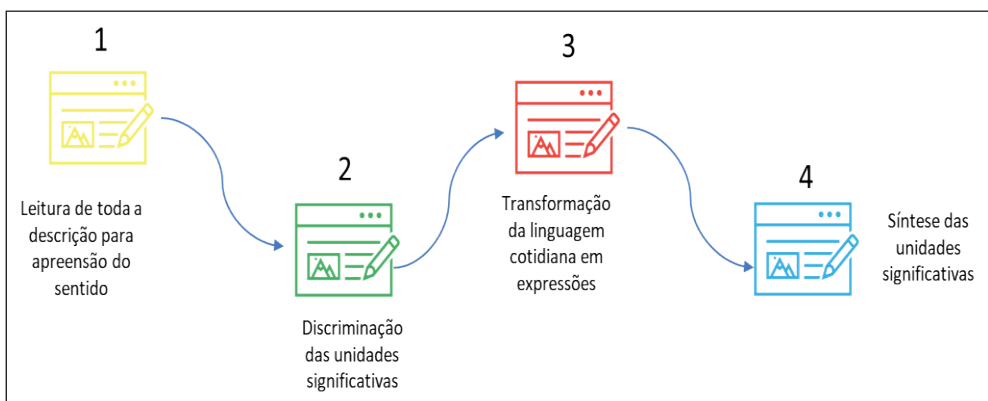 1
Leitura de toda a
descrição para
apreensão do
sentido
2
Discriminação
das unidades
significativas
3
Transformação
da linguagem
cotidiana em
expressões
4
Síntese das
unidades
significativas